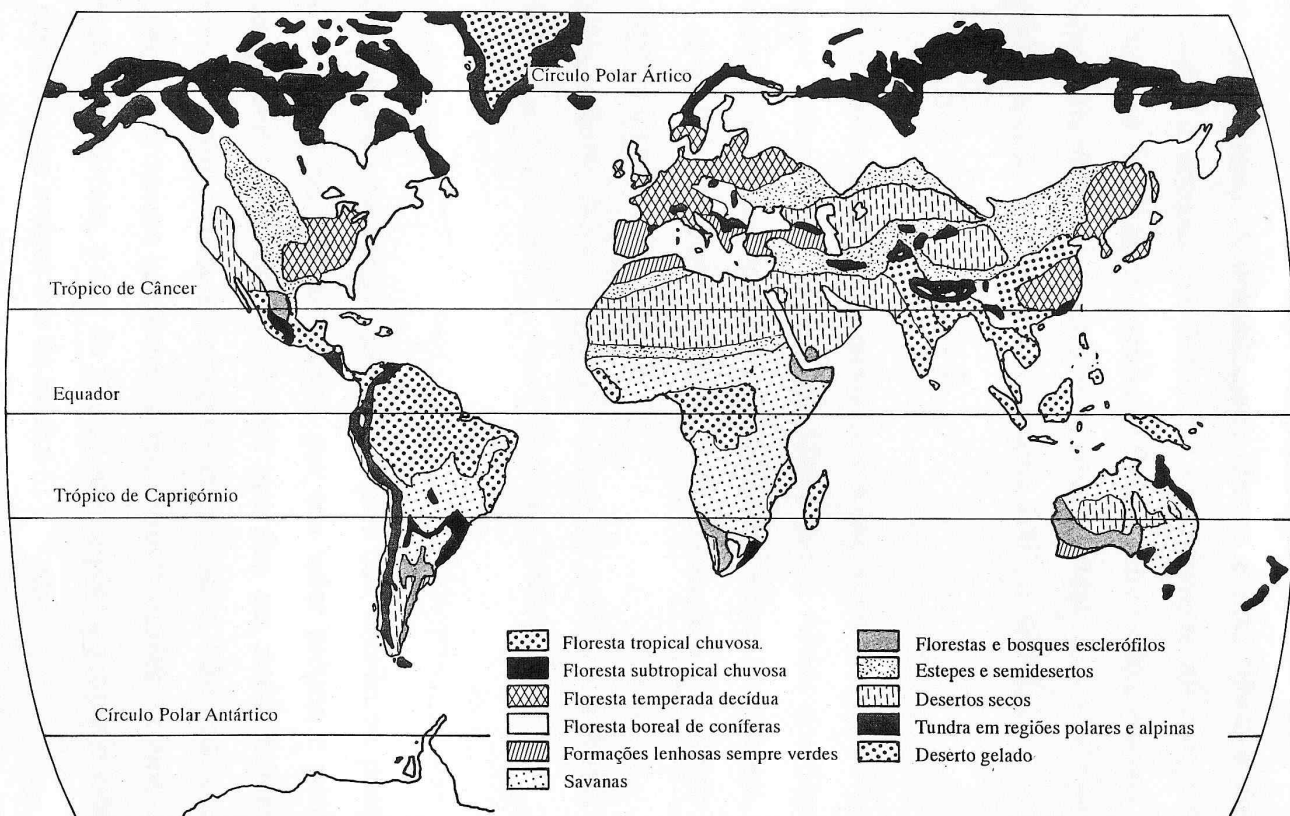 Círculo Polar Ártico
Trópico de Câncer
Equador
Trópico de Capricórnio
Círculo Polar Antártico
Floresta tropical chuvosa.
Floresta subtropical chuvosa
Floresta temperada decídua
Floresta boreal de coníferas
Formações lenhosas sempre verdes
Savanas
Florestas e bosques esclerófilos
Estepes e semidesertos
Desertos secos
Tundra em regiões polares e alpinas
Deserto gelado